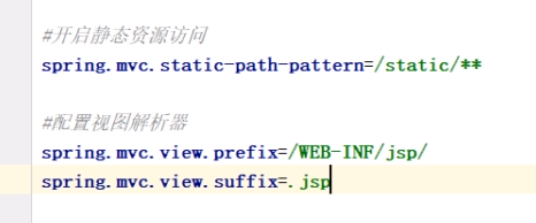 #开启静态资源访问
spring.mvc.static-path-pattern=/static/**
#配置视图解析器
spring.mvc.view.prefix=/WEB-INF/jsp/
spring.mvc.view.suffix=.jsp